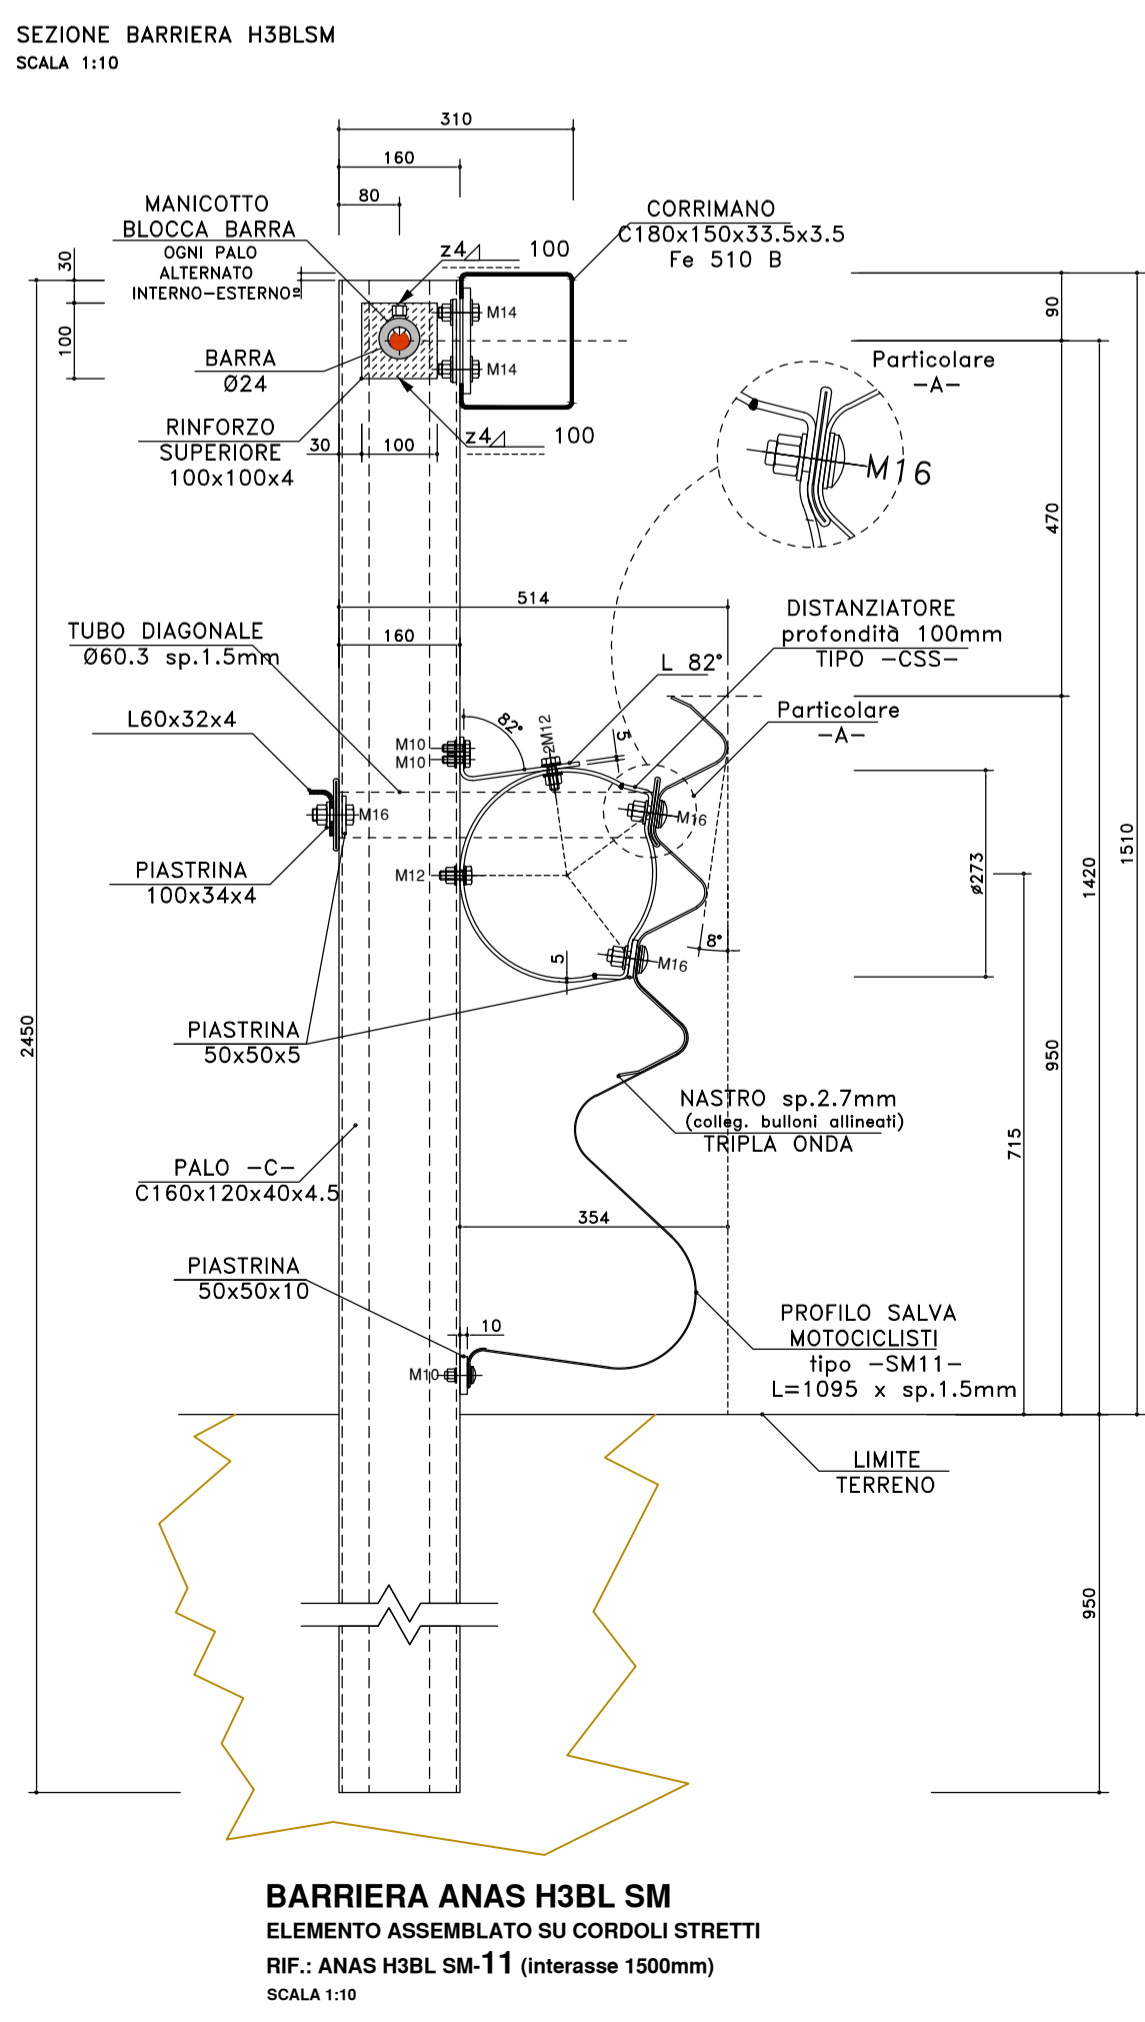 SEZIONE BARRIERA H3BLSM
SCALA 1:10
310
160
80
MANICOTTO
BLOCCA BARRA
OGNI PALO
ALTERNATO
INTERNO-ESTERNO
10
30
100
z4
100
CORRIMANO
C180x150x33.5x3.5
Fe 510 B
M14
M14
BARRA
Ø24
RINFORZO
SUPERIORE
100x100x4
30
100
z4
100
90
Particolare
-A-
M16
470
514
160
TUBO DIAGONALE
Ø60.3 sp.1.5mm
L60x32x4
DISTANZIATORE
profondità 100mm
TIPO -CSS-
L 82°
Particolare
-A-
82°
2M12
5
M10
M10
M16
M16
M12
PIASTRINA
100x34x4
ø273
1510
1420
8°
5
M16
PIASTRINA
50x50x5
2450
950
715
NASTRO sp.2.7mm
(colleg. bulloni allineati)
TRIPLA ONDA
PALO -C-
C160x120x40x4.5
354
PIASTRINA
50x50x10
10
M10
PROFILO SALVA
MOTOCICLISTI
tipo -SM11-
L=1095 x sp.1.5mm
LIMITE
TERRENO
950
BARRIERA ANAS H3BL SM
ELEMENTO ASSEMBLATO SU CORDOLI STRETTI
RIF.: ANAS H3BL SM-11 (interasse 1500mm)
SCALA 1:10